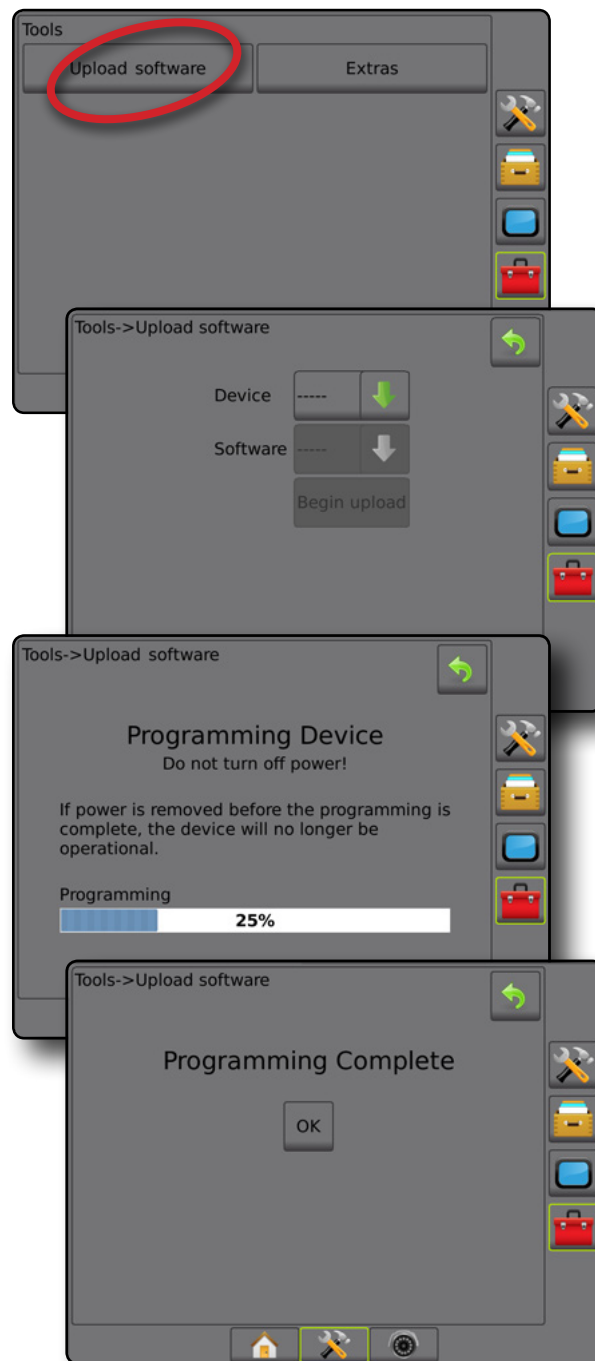 Tools
Upload software
Extras
Tools->Upload software
Device -----
Software -----
Begin upload
Tools->Upload software
Programming Device
Do not turn off power!
If power is removed before the programming is
complete, the device will no longer be
operational.
Programming
25%
Tools->Upload software
Programming Complete
OK